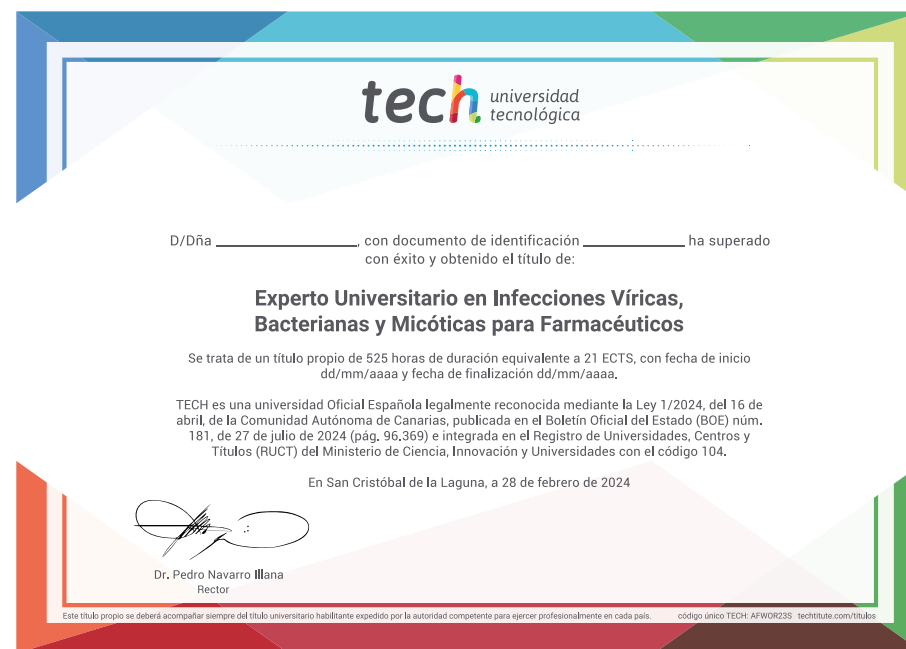 tech universidad
tecnológica
D/Dña ____________, con documento de identificación ____________ ha superado
con éxito y obtenido el título de:
Experto Universitario en Infecciones Víricas,
Bacterianas y Micóticas para Farmacéuticos
Se trata de un título propio de 525 horas de duración equivalente a 21 ECTS, con fecha de inicio
dd/mm/aaaa y fecha de finalización dd/mm/aaaa.
TECH es una universidad Oficial Española legalmente reconocida mediante la Ley 1/2024, del 16 de
abril, de la Comunidad Autónoma de Canarias, publicada en el Boletín Oficial del Estado (BOE) núm.
181, de 27 de julio de 2024 (pág. 96.369) e integrada en el Registro de Universidades, Centros y
Títulos (RUCT) del Ministerio de Ciencia, Innovación y Universidades con el código 104.
En San Cristóbal de la Laguna, a 28 de febrero de 2024
Dr. Pedro Navarro Illana
Rector
Este título propio se deberá acompañar siempre del título universitario habilitante expedido por la autoridad competente para ejercer profesionalmente en cada país. código único TECH: AFWOR23S techtitute.com/titulos